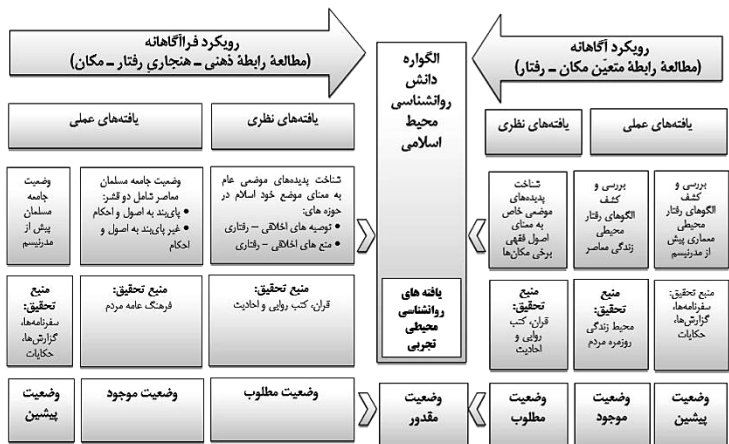 رویکرد آگاهانه
(مطالعهٔ رابطهٔ متعیّن مکان – رفتار)
یافته‌های عملی
یافته‌های نظری
بررسی و
کشف
الگوهای رفتار
محیطی
معماری پیش
از مدرنیسم
بررسی و
کشف
الگوهای رفتار
محیطی
زندگی معاصر
شناخت
پدیده‌های
موضعی خاص
به معنای
اصول فقهی
برخی مکان‌ها
منبع تحقیق:
سفرنامه‌ها،
گزارش‌ها،
حکایات
منبع
تحقیق:
محیط زندگی
روزمره مردم
منبع
تحقیق:
قران، کتب
روایی و
احادیث
وضعیت
پیشین
وضعیت
موجود
وضعیت
مطلوب
الگواره
دانش
روانشناسی
محیط
اسلامی
یافته های
روانشناسی
محیطی
تجربی
وضعیت
مقدور
رویکرد فراآگاهانه
(مطالعهٔ رابطهٔ ذهنی – هنجاریِ رفتار – مکان)
یافته‌های نظری
یافته‌های عملی
شناخت پدیده‌های موضعی عام
به معنای موضع خود اسلام در
حوزه های:
• توصیه های اخلاقی – رفتاری
• منع های اخلاقی – رفتاری
وضعیت جامعه مسلمان
معاصر شامل دو قشر:
• پای‌بند به اصول و احکام
• غیر پای‌بند به اصول و
احکام
وضعیت
جامعه
مسلمان
پیش از
مدرنیسم
منبع تحقیق:
قران، کتب روایی و احادیث
منبع تحقیق:
فرهنگ عامه مردم
منبع
تحقیق:
سفرنامه‌ها،
گزارش‌ها،
حکایات
وضعیت مطلوب
وضعیت موجود
وضعیت
پیشین